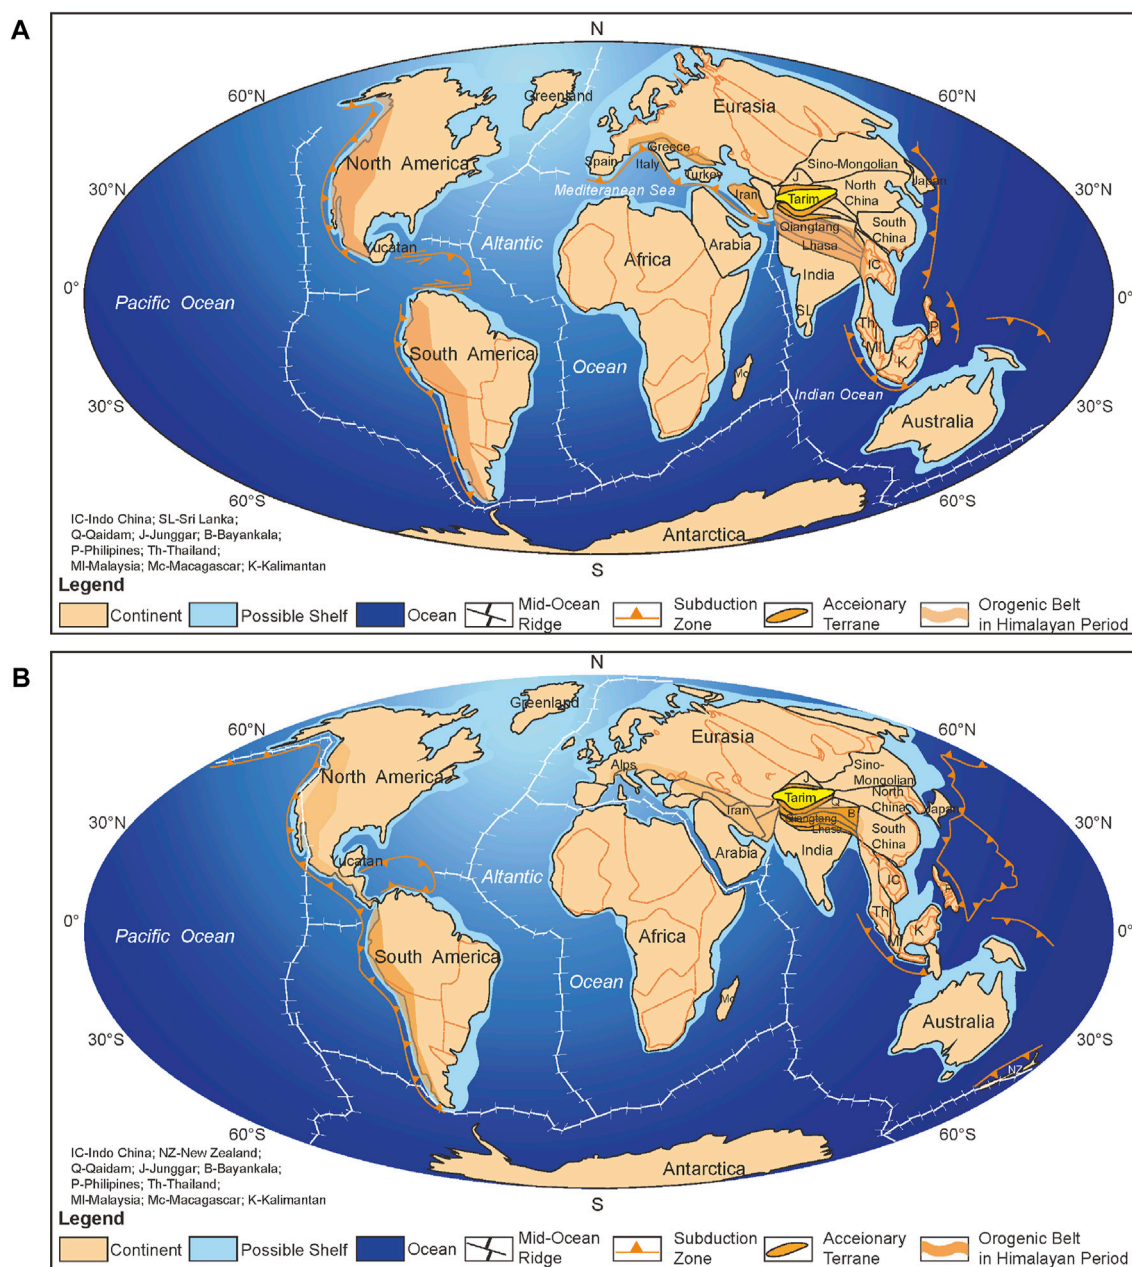 A
N
60°N
60°N
Greenland
Eurasia
North America
Spain
Italy
Greece
Turkey
Sino-Mongolian
J
Japan
30°N
30°N
Mediteranean Sea
Iran
Tarim
North
China
Yucatan
Altantic
Africa
Arabia
Qiangtang
Lhasa
South
China
IC
India
0°
0°
Pacific Ocean
SL
Th
P
MI
K
South America
Ocean
Mc
Indian Ocean
30°S
30°S
Australia
60°S
60°S
Antarctica
S
IC-Indo China; SL-Sri Lanka;
Q-Qaidam; J-Junggar; B-Bayankala;
P-Philipines; Th-Thailand;
MI-Malaysia; Mc-Macagascar; K-Kalimantan
Legend
Continent
Possible Shelf
Ocean
Mid-Ocean
Ridge
Subduction
Zone
Acceionary
Terrane
Orogenic Belt
in Himalayan Period
B
N
60°N
60°N
Greenland
Eurasia
Alps
North America
Sino-
Mongolian
J
Tarim
Q
North
China
Japan
30°N
30°N
Iran
Qiangtang
B
Lhasa
South
China
Yucatan
Altantic
Arabia
India
IC
P
0°
0°
Pacific Ocean
Africa
Th
MI
K
South America
Ocean
Mc
30°S
30°S
Australia
NZ
60°S
60°S
Antarctica
S
IC-Indo China; NZ-New Zealand;
Q-Qaidam; J-Junggar; B-Bayankala;
P-Philipines; Th-Thailand;
MI-Malaysia; Mc-Macagascar; K-Kalimantan
Legend
Continent
Possible Shelf
Ocean
Mid-Ocean
Ridge
Subduction
Zone
Acceionary
Terrane
Orogenic Belt
in Himalayan Period